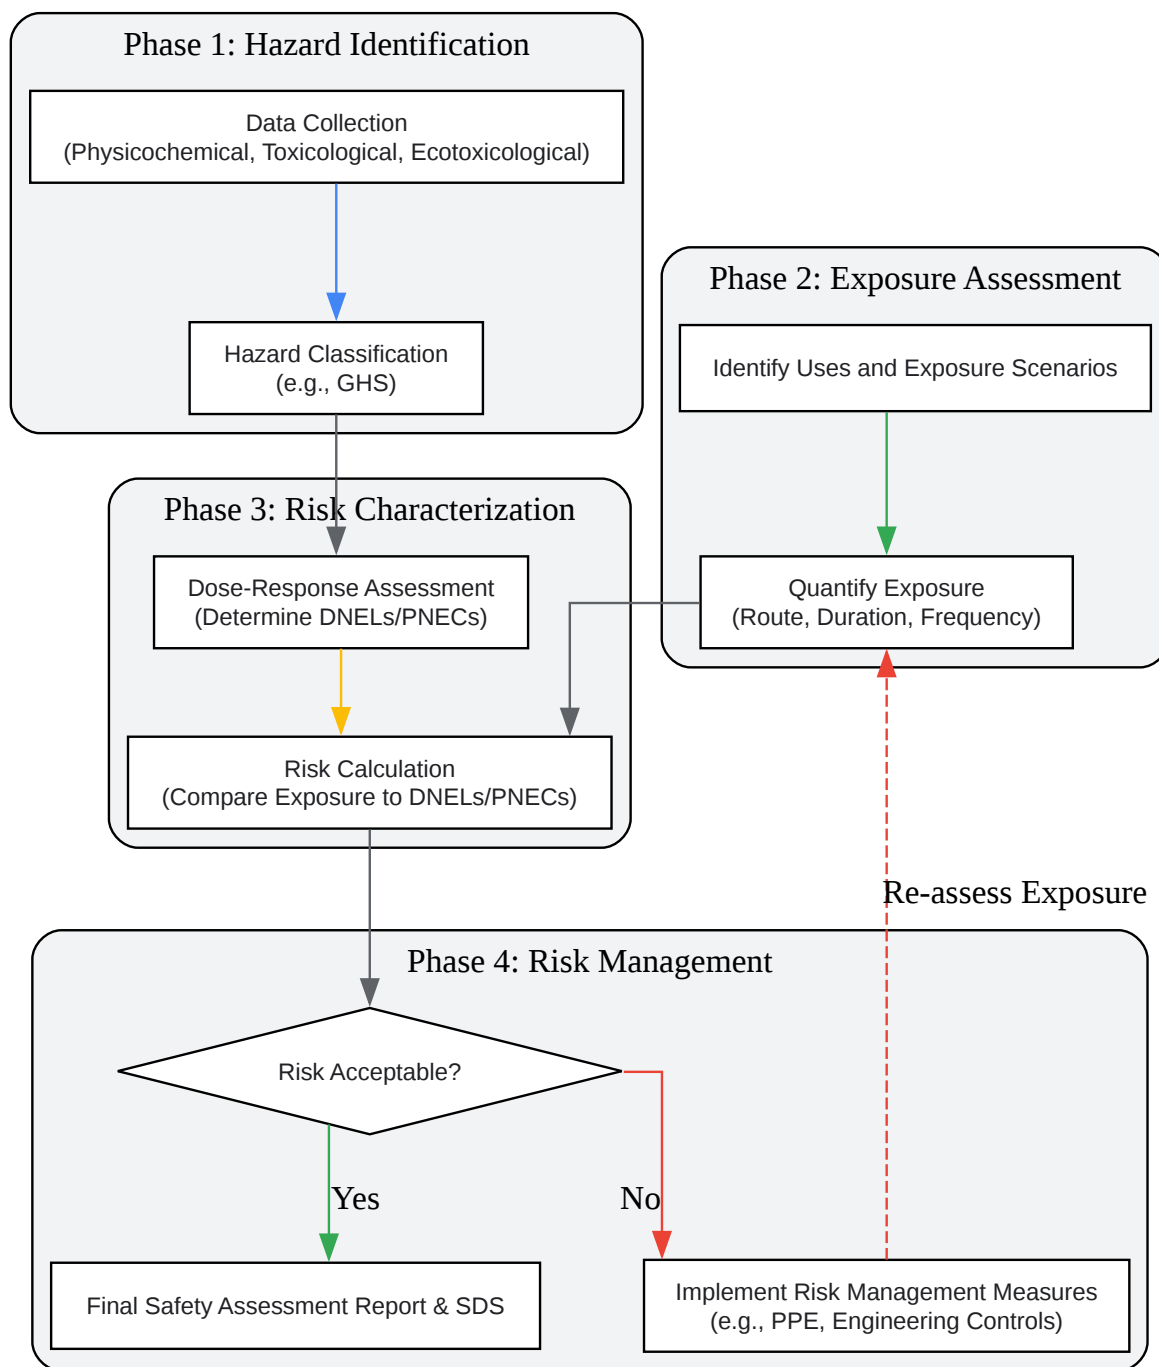 Phase 1: Hazard Identification
Data Collection
(Physicochemical, Toxicological, Ecotoxicological)
Hazard Classification
(e.g., GHS)
Phase 2: Exposure Assessment
Identify Uses and Exposure Scenarios
Quantify Exposure
(Route, Duration, Frequency)
Phase 3: Risk Characterization
Dose-Response Assessment
(Determine DNELs/PNECs)
Risk Calculation
(Compare Exposure to DNELs/PNECs)
Re-assess Exposure
Phase 4: Risk Management
Risk Acceptable?
Yes
No
Final Safety Assessment Report & SDS
Implement Risk Management Measures
(e.g., PPE, Engineering Controls)